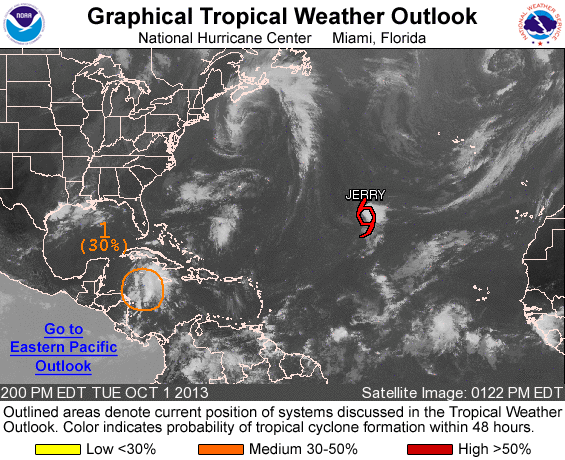 NOAA
Graphical Tropical Weather Outlook
National Hurricane Center Miami, Florida
JERRY
1
(30%)
Go to
Eastern Pacific
Outlook
200 PM EDT TUE OCT 1 2013 Satellite Image: 0122 PM EDT
Outlined areas denote current position of systems discussed in the Tropical Weather
Outlook. Color indicates probability of tropical cyclone formation within 48 hours.
Low <30% Medium 30-50% High >50%